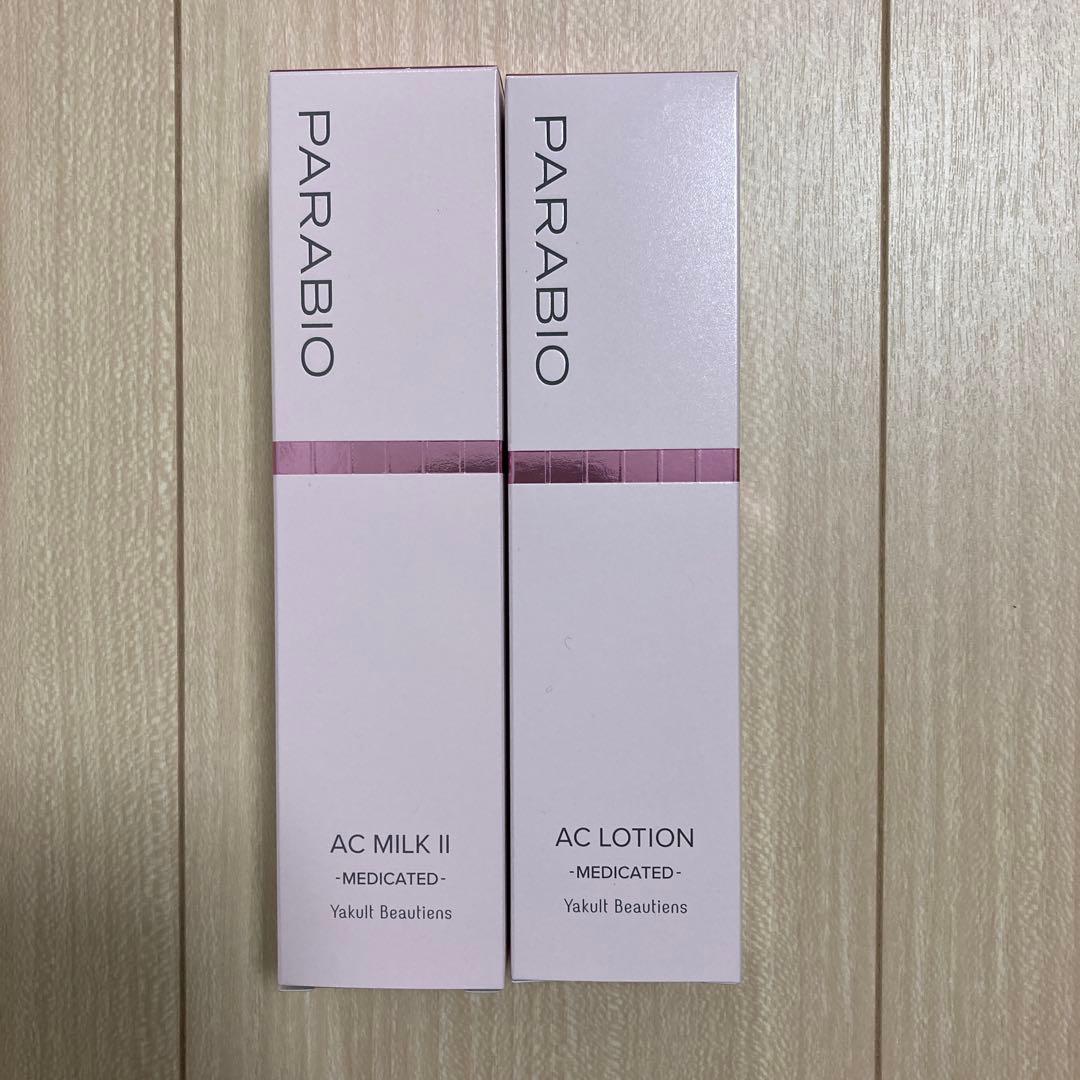 PARABIO
AC MILK II
-MEDICATED-
Yakult Beautiens
PARABIO
AC LOTION
-MEDICATED-
Yakult Beautiens